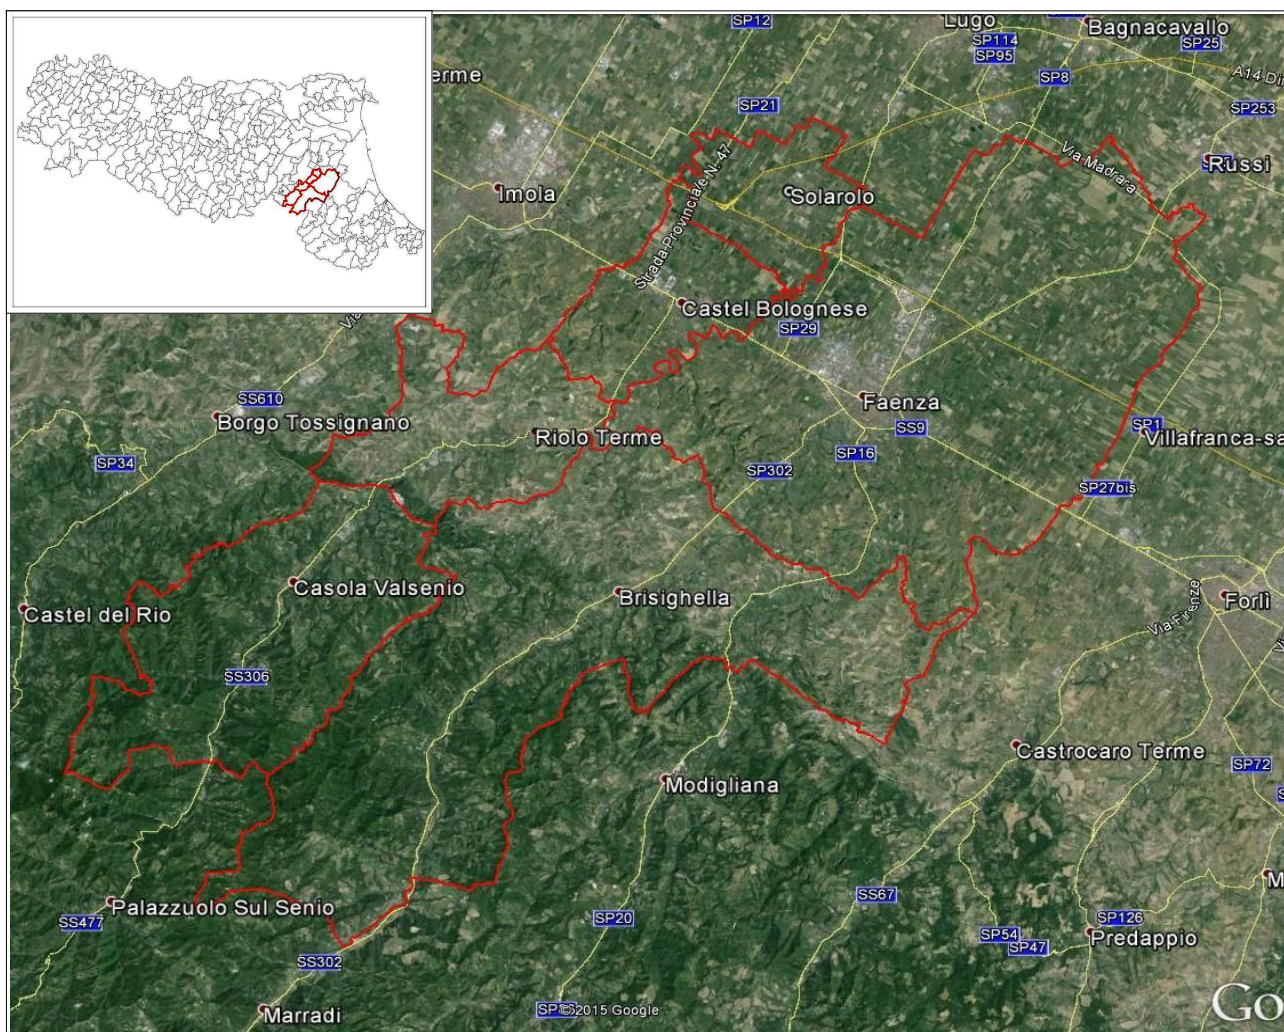 SP12
Lugo
Bagnacavallo
SP114
SP25
SP95
erme
SP8
A14 Di
SP21
SP253
Via Madrara
Russi
Imola
Strada Provinciale N. 47
Solarolo
Castel Bolognese
SP29
Via
SS610
Borgo Tossignano
Faenza
Riolo Terme
SS9
SP1
Villafranca-sa
SP34
SP302
SP16
SP27bis
Casola Valsenio
Brisighella
Castel del Rio
Via Firenze
Forlì
SS306
Castrocaro Terme
SP72
Modigliana
SS67
Palazzuolo Sul Senio
SS477
SP20
SP126
SP54
SP47
Predappio
SS302
Marradi
©2015 Google
Go